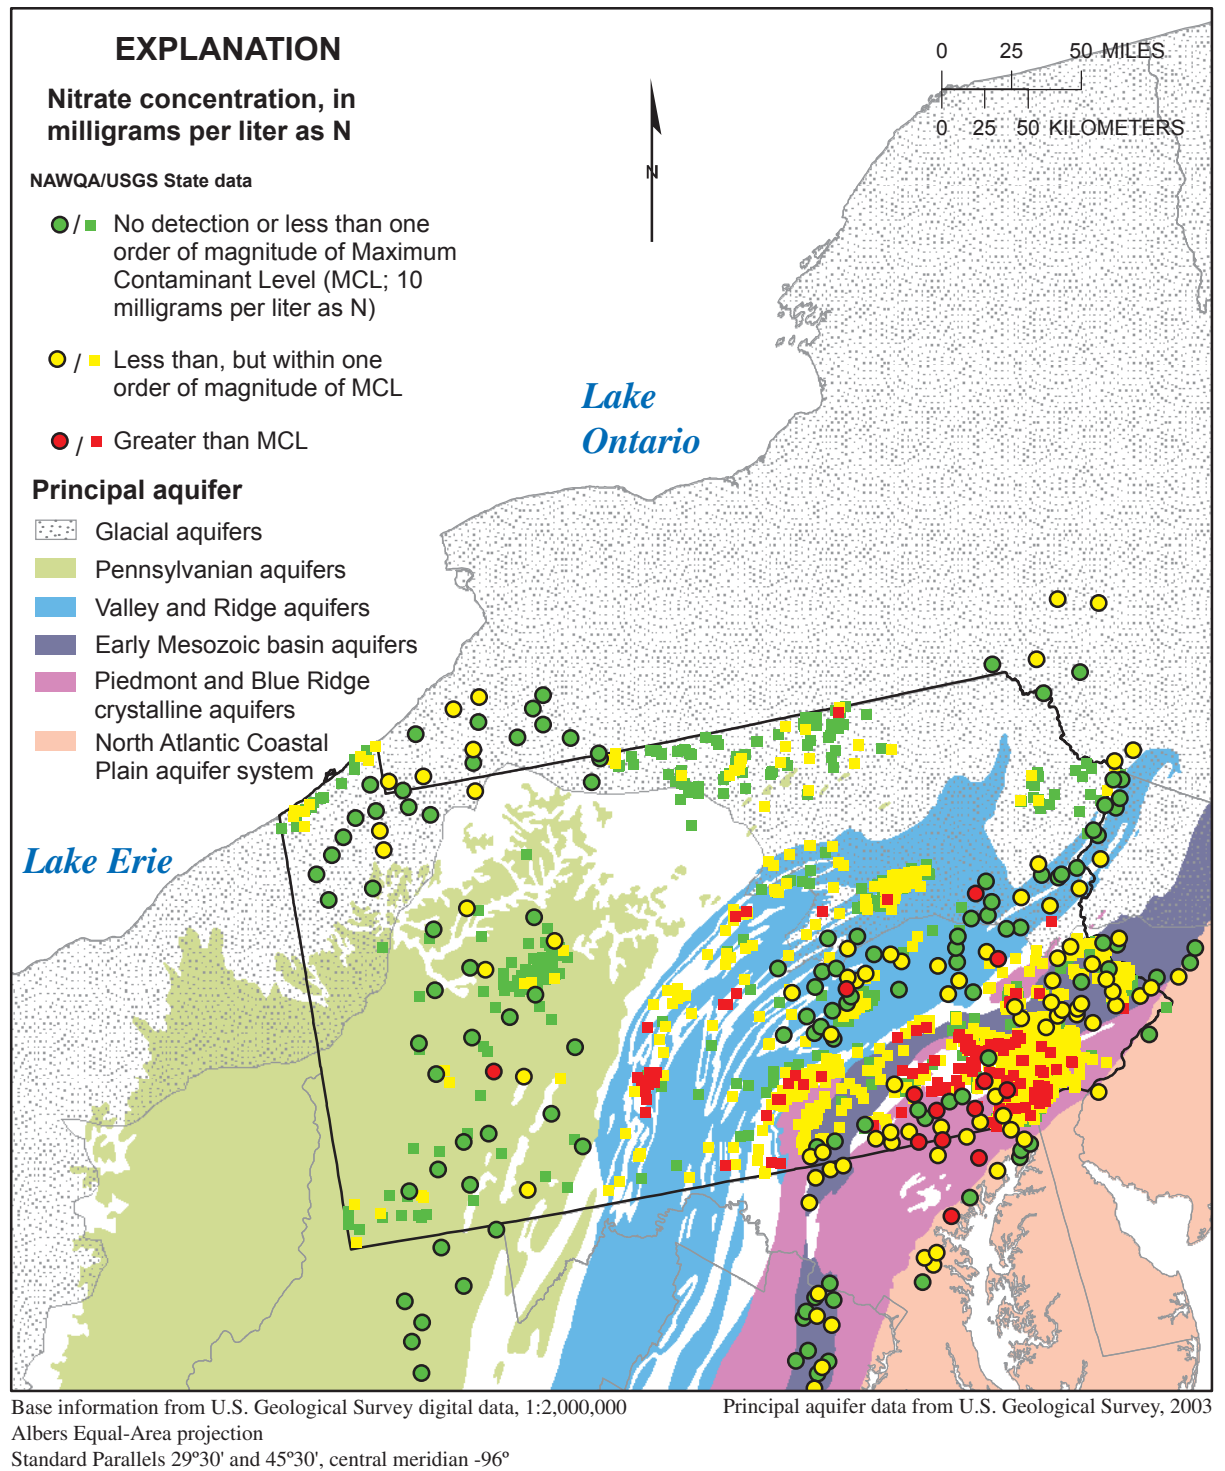 EXPLANATION
Nitrate concentration, in
milligrams per liter as N
NAWQA/USGS State data
/ No detection or less than one
order of magnitude of Maximum
Contaminant Level (MCL; 10
milligrams per liter as N)
/ Less than, but within one
order of magnitude of MCL
/ Greater than MCL
Principal aquifer
Glacial aquifers
Pennsylvanian aquifers
Valley and Ridge aquifers
Early Mesozoic basin aquifers
Piedmont and Blue Ridge
crystalline aquifers
North Atlantic Coastal
Plain aquifer system
0 25 50 MILES
0 25 50 KILOMETERS
N
Lake
Ontario
Lake Erie
Base information from U.S. Geological Survey digital data, 1:2,000,000
Albers Equal-Area projection
Standard Parallels 29º30' and 45º30', central meridian -96º
Principal aquifer data from U.S. Geological Survey, 2003